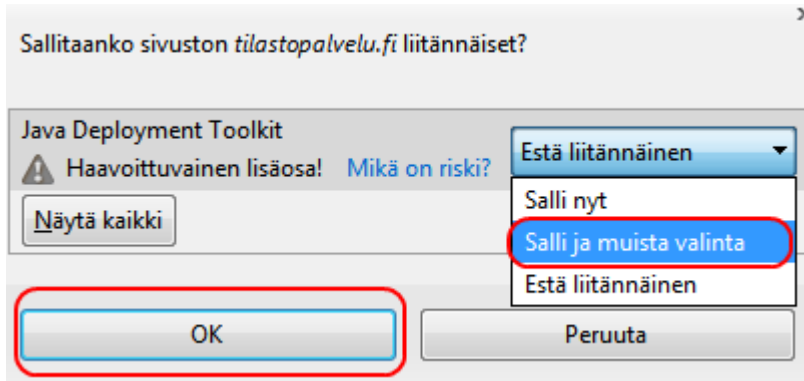 Sallitaanko sivuston tilastopalvelu.fi liitännäiset?
Java Deployment Toolkit
Haavoittuvainen lisäosa! Mikä on riski?
Estä liitännäinen
Salli nyt
Salli ja muista valinta
Estä liitännäinen
Näytä kaikki
OK
Peruuta